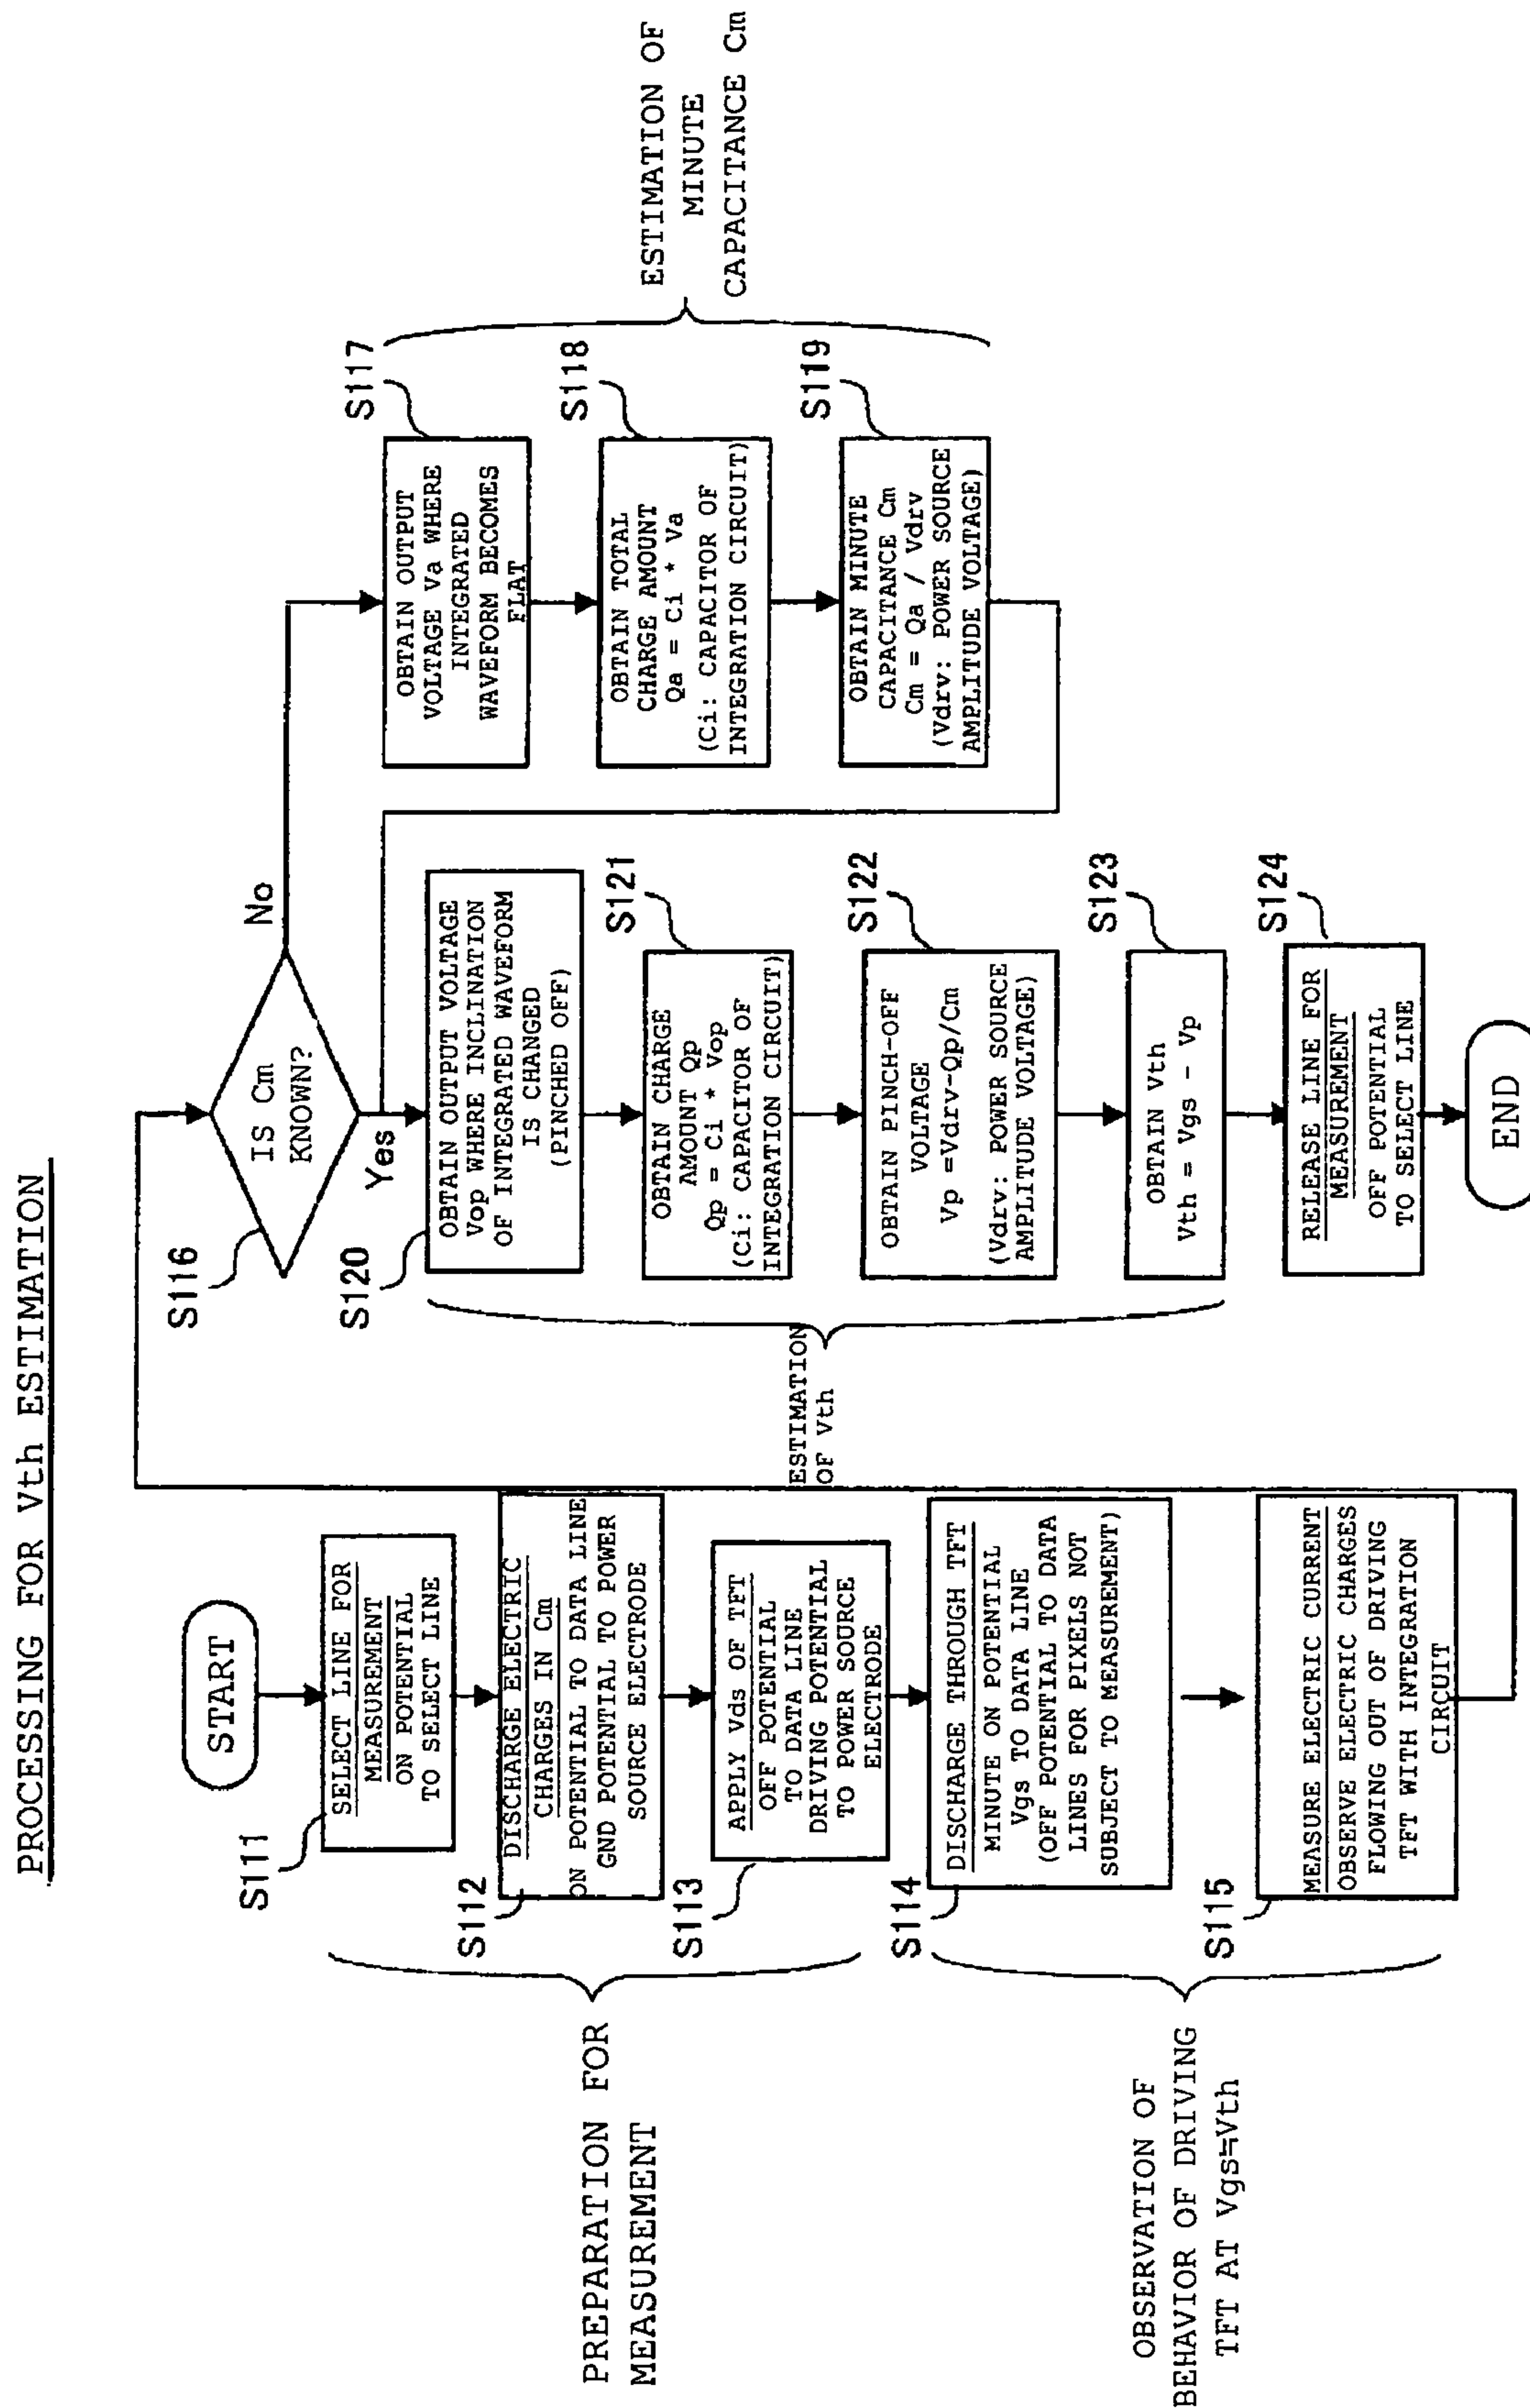 PROCESSING FOR Vth ESTIMATION
START
S111
SELECT LINE FOR
MEASUREMENT
ON POTENTIAL
TO SELECT LINE
S112
DISCHARGE ELECTRIC
CHARGES IN Cm
ON POTENTIAL TO DATA LINE
GND POTENTIAL TO POWER
SOURCE ELECTRODE
S113
APPLY Vds OF TFT
OFF POTENTIAL
TO DATA LINE
DRIVING POTENTIAL
TO POWER SOURCE
ELECTRODE
PREPARATION FOR
MEASUREMENT
S114
DISCHARGE THROUGH TFT
MINUTE ON POTENTIAL
Vgs TO DATA LINE
(OFF POTENTIAL TO DATA
LINES FOR PIXELS NOT
SUBJECT TO MEASUREMENT)
S115
MEASURE ELECTRIC CURRENT
OBSERVE ELECTRIC CHARGES
FLOWING OUT OF DRIVING
TFT WITH INTEGRATION
CIRCUIT
OBSERVATION OF
BEHAVIOR OF DRIVING
TFT AT Vgs≒Vth
S116
IS Cm
KNOWN?
Yes
No
S117
OBTAIN OUTPUT
VOLTAGE Va WHERE
INTEGRATED
WAVEFORM BECOMES
FLAT
S118
OBTAIN TOTAL
CHARGE AMOUNT
Qa = Ci * Va
(Ci: CAPACITOR OF
INTEGRATION CIRCUIT)
S119
OBTAIN MINUTE
CAPACITANCE Cm
Cm = Qa / Vdrv
(Vdrv: POWER SOURCE
AMPLITUDE VOLTAGE)
ESTIMATION OF
MINUTE
CAPACITANCE Cm
S120
OBTAIN OUTPUT VOLTAGE
Vop WHERE INCLINATION
OF INTEGRATED WAVEFORM
IS CHANGED
(PINCHED OFF)
S121
OBTAIN CHARGE
AMOUNT Qp
Qp = Ci * Vop
(Ci: CAPACITOR OF
INTEGRATION CIRCUIT)
S122
OBTAIN PINCH-OFF
VOLTAGE
Vp =Vdrv-Qp/Cm
(Vdrv: POWER SOURCE
AMPLITUDE VOLTAGE)
S123
OBTAIN Vth
Vth = Vgs - Vp
ESTIMATION
OF Vth
S124
RELEASE LINE FOR
MEASUREMENT
OFF POTENTIAL
TO SELECT LINE
END